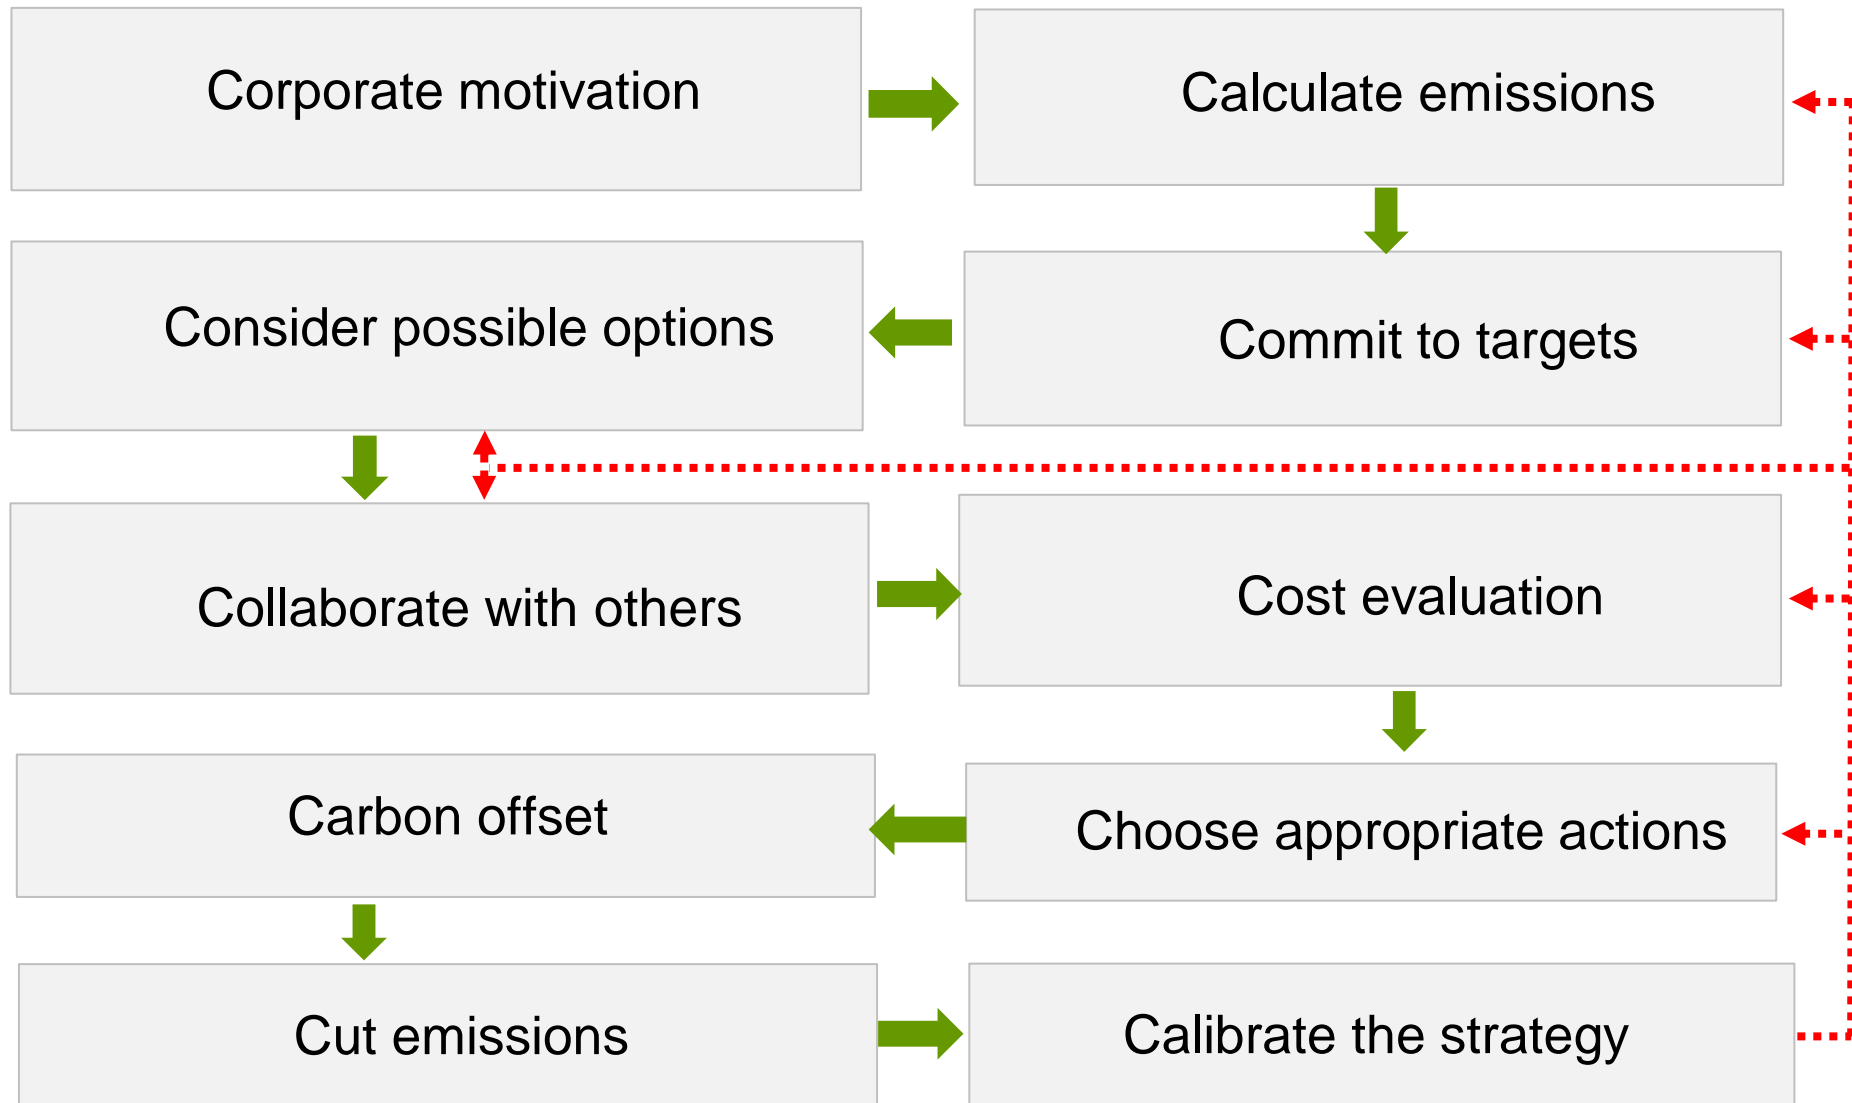 Corporate motivation
Calculate emissions
Consider possible options
Commit to targets
Collaborate with others
Cost evaluation
Carbon offset
Choose appropriate actions
Cut emissions
Calibrate the strategy